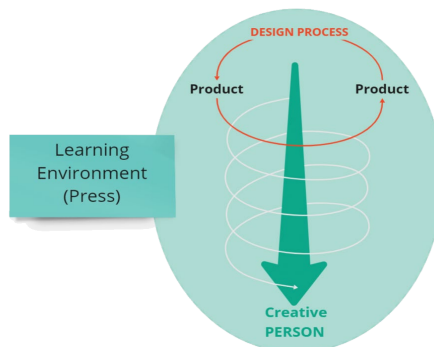 DESIGN PROCESS
Product
Product
Learning
Environment
(Press)
Creative
PERSON